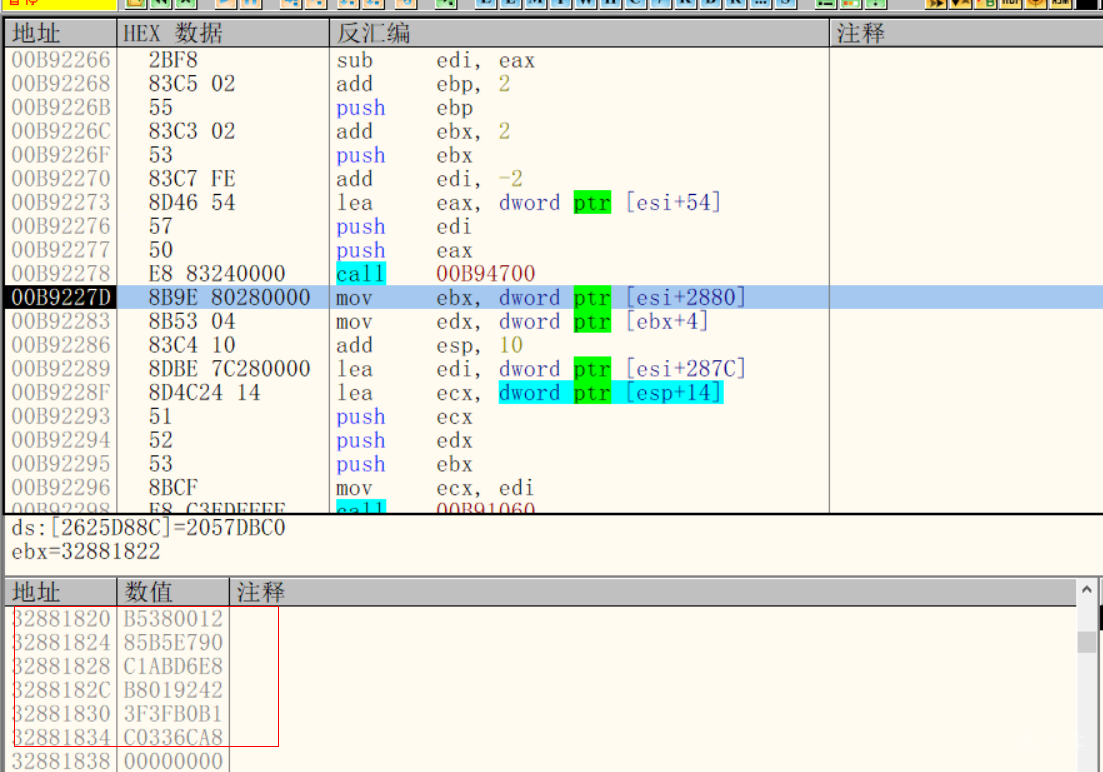 地址 HEX 数据 反汇编 注释
00B92266 2BF8 sub edi, eax
00B92268 83C5 02 add ebp, 2
00B9226B 55 push ebp
00B9226C 83C3 02 add ebx, 2
00B9226F 53 push ebx
00B92270 83C7 FE add edi, -2
00B92273 8D46 54 lea eax, dword ptr [esi+54]
00B92276 57 push edi
00B92277 50 push eax
00B92278 E8 83240000 call 00B94700
00B9227D 8B9E 80280000 mov ebx, dword ptr [esi+2880]
00B92283 8B53 04 mov edx, dword ptr [ebx+4]
00B92286 83C4 10 add esp, 10
00B92289 8DBE 7C280000 lea edi, dword ptr [esi+287C]
00B9228F 8D4C24 14 lea ecx, dword ptr [esp+14]
00B92293 51 push ecx
00B92294 52 push edx
00B92295 53 push ebx
00B92296 8BCF mov ecx, edi
00B92298 E8 C3EDFFFF call 00B91060
ds:[2625D88C]=2057DBC0
ebx=32881822
地址 数值 注释
32881820 B5380012
32881824 85B5E790
32881828 C1ABD6E8
3288182C B8019242
32881830 3F3FB0B1
32881834 C0336CA8
32881838 00000000